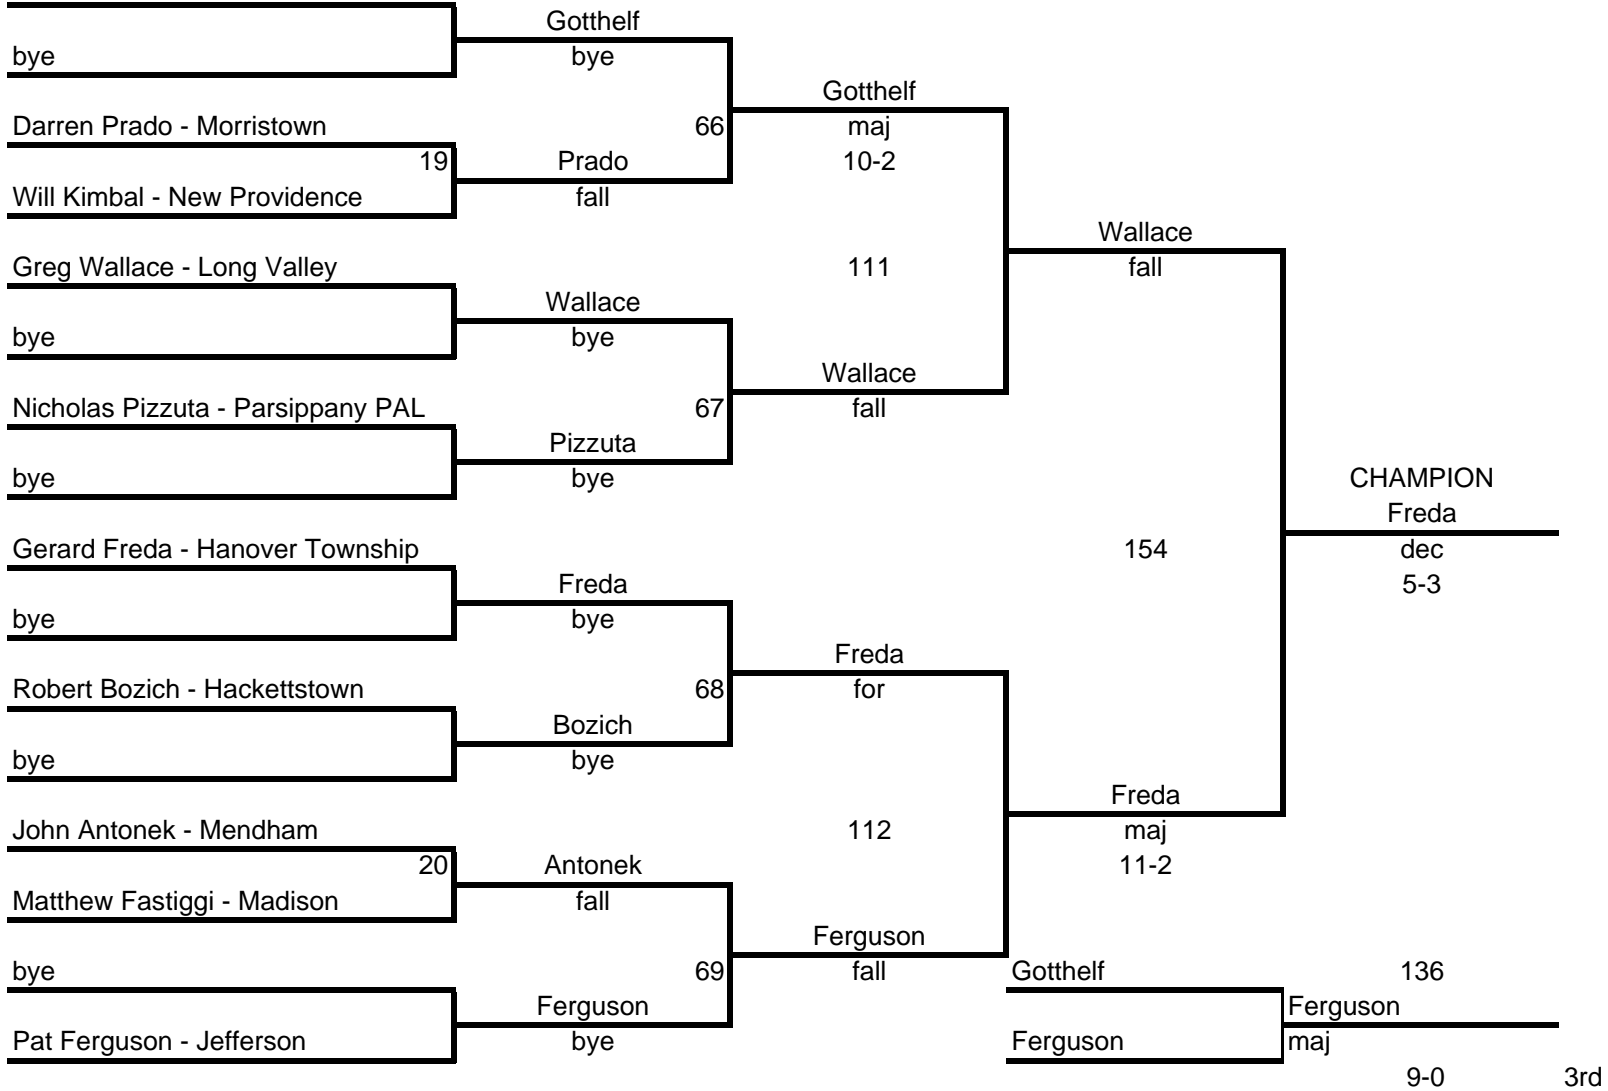 Gotthelf
bye
bye
Gotthelf
Darren Prado - Morristown
66
maj
19
Prado
10-2
Will Kimbal - New Providence
fall
Wallace
Greg Wallace - Long Valley
111
fall
Wallace
bye
bye
Wallace
Nicholas Pizzuta - Parsippany PAL
67
fall
Pizzuta
bye
bye
CHAMPION
Freda
Gerard Freda - Hanover Township
154
dec
Freda
5-3
bye
bye
Freda
Robert Bozich - Hackettstown
68
for
Bozich
bye
bye
Freda
John Antonek - Mendham
112
maj
20
Antonek
11-2
Matthew Fastiggi - Madison
fall
Ferguson
bye
69
fall
Gotthelf
136
Ferguson
Ferguson
Pat Ferguson - Jefferson
bye
Ferguson
maj
9-0
3rd